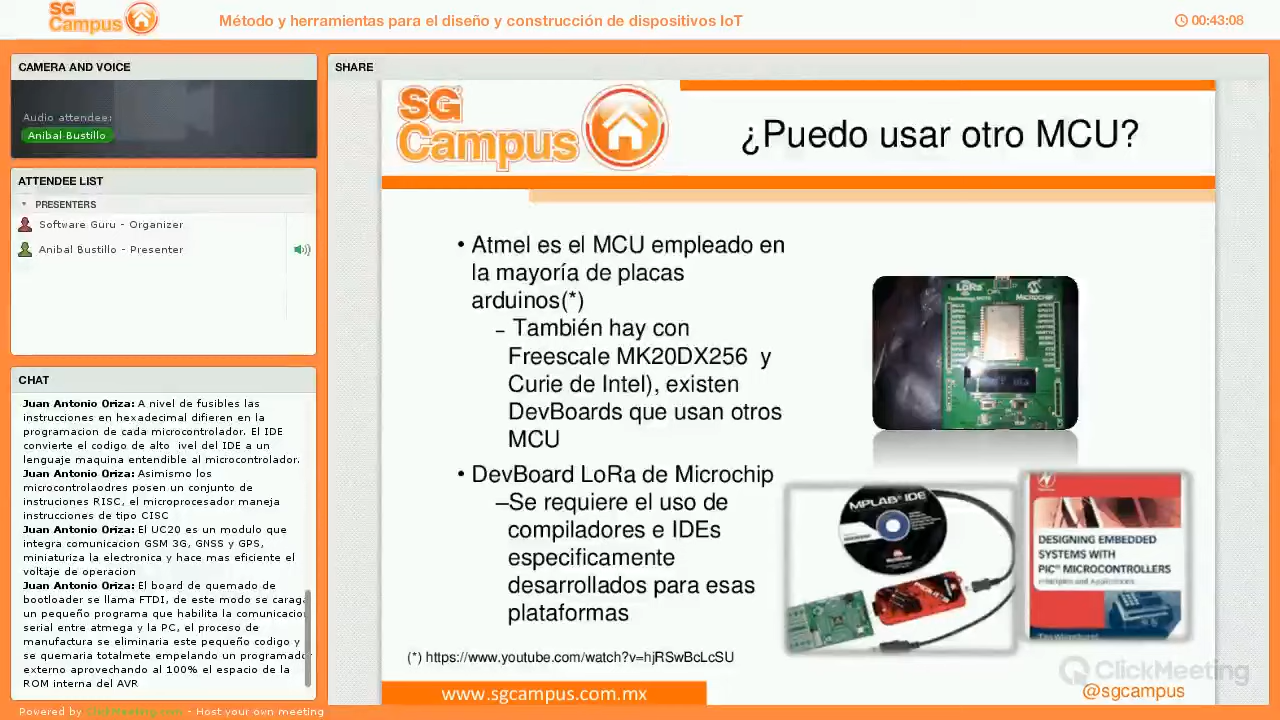 SG Campus
Método y herramientas para el diseño y construcción de dispositivos IoT
00:43:08
CAMERA AND VOICE
Audio attendee:
Anibal Bustillo
ATTENDEE LIST
PRESENTERS
Software Guru - Organizer
Anibal Bustillo - Presenter
CHAT
Juan Antonio Oriza: A nivel de fusibles las
instrucciones en hexadecimal difieren en la
programacion de cada microcontrolador. El IDE
convierte el codigo de alto  ivel del IDE a un
lenguaje maquina entendible al microcontrolador.
Juan Antonio Oriza: Asimismo los
microcontrolaodres posen un conjunto de
instruciones RISC, el microprocesador maneja
instrucciones de tipo CISC
Juan Antonio Oriza: El UC20 es un modulo que
integra comunicacion GSM 3G, GNSS y GPS,
miniaturiza la electronica y hace mas eficiente el
voltaje de operacion
Juan Antonio Oriza: El board de quemado de
bootloader se llama FTDI, de este modo se caraga
un pequeño programa que habilita la comunicacion
serial entre atmega y la PC, el proceso de
manufactura se eliminaria este pequeño codigo y
se quemaria totalmete empelando un programador
externo aprovechando al 100% el espacio de la
ROM interna del AVR
Powered by ClickMeeting.com - Host your own meeting
SHARE
SG Campus
¿Puedo usar otro MCU?
• Atmel es el MCU empleado en
la mayoría de placas
arduinos(*)
– También hay con
Freescale MK20DX256 y
Curie de Intel), existen
DevBoards que usan otros
MCU
• DevBoard LoRa de Microchip
–Se requiere el uso de
compiladores e IDEs
especificamente
desarrollados para esas
plataformas
(*) https://www.youtube.com/watch?v=hjRSwBcLcSU
LoRa
MICROCHIP
MPLAB® IDE
DESIGNING EMBEDDED
SYSTEMS WITH
PIC® MICROCONTROLLERS
www.sgcampus.com.mx
ClickMeeting
@sgcampus